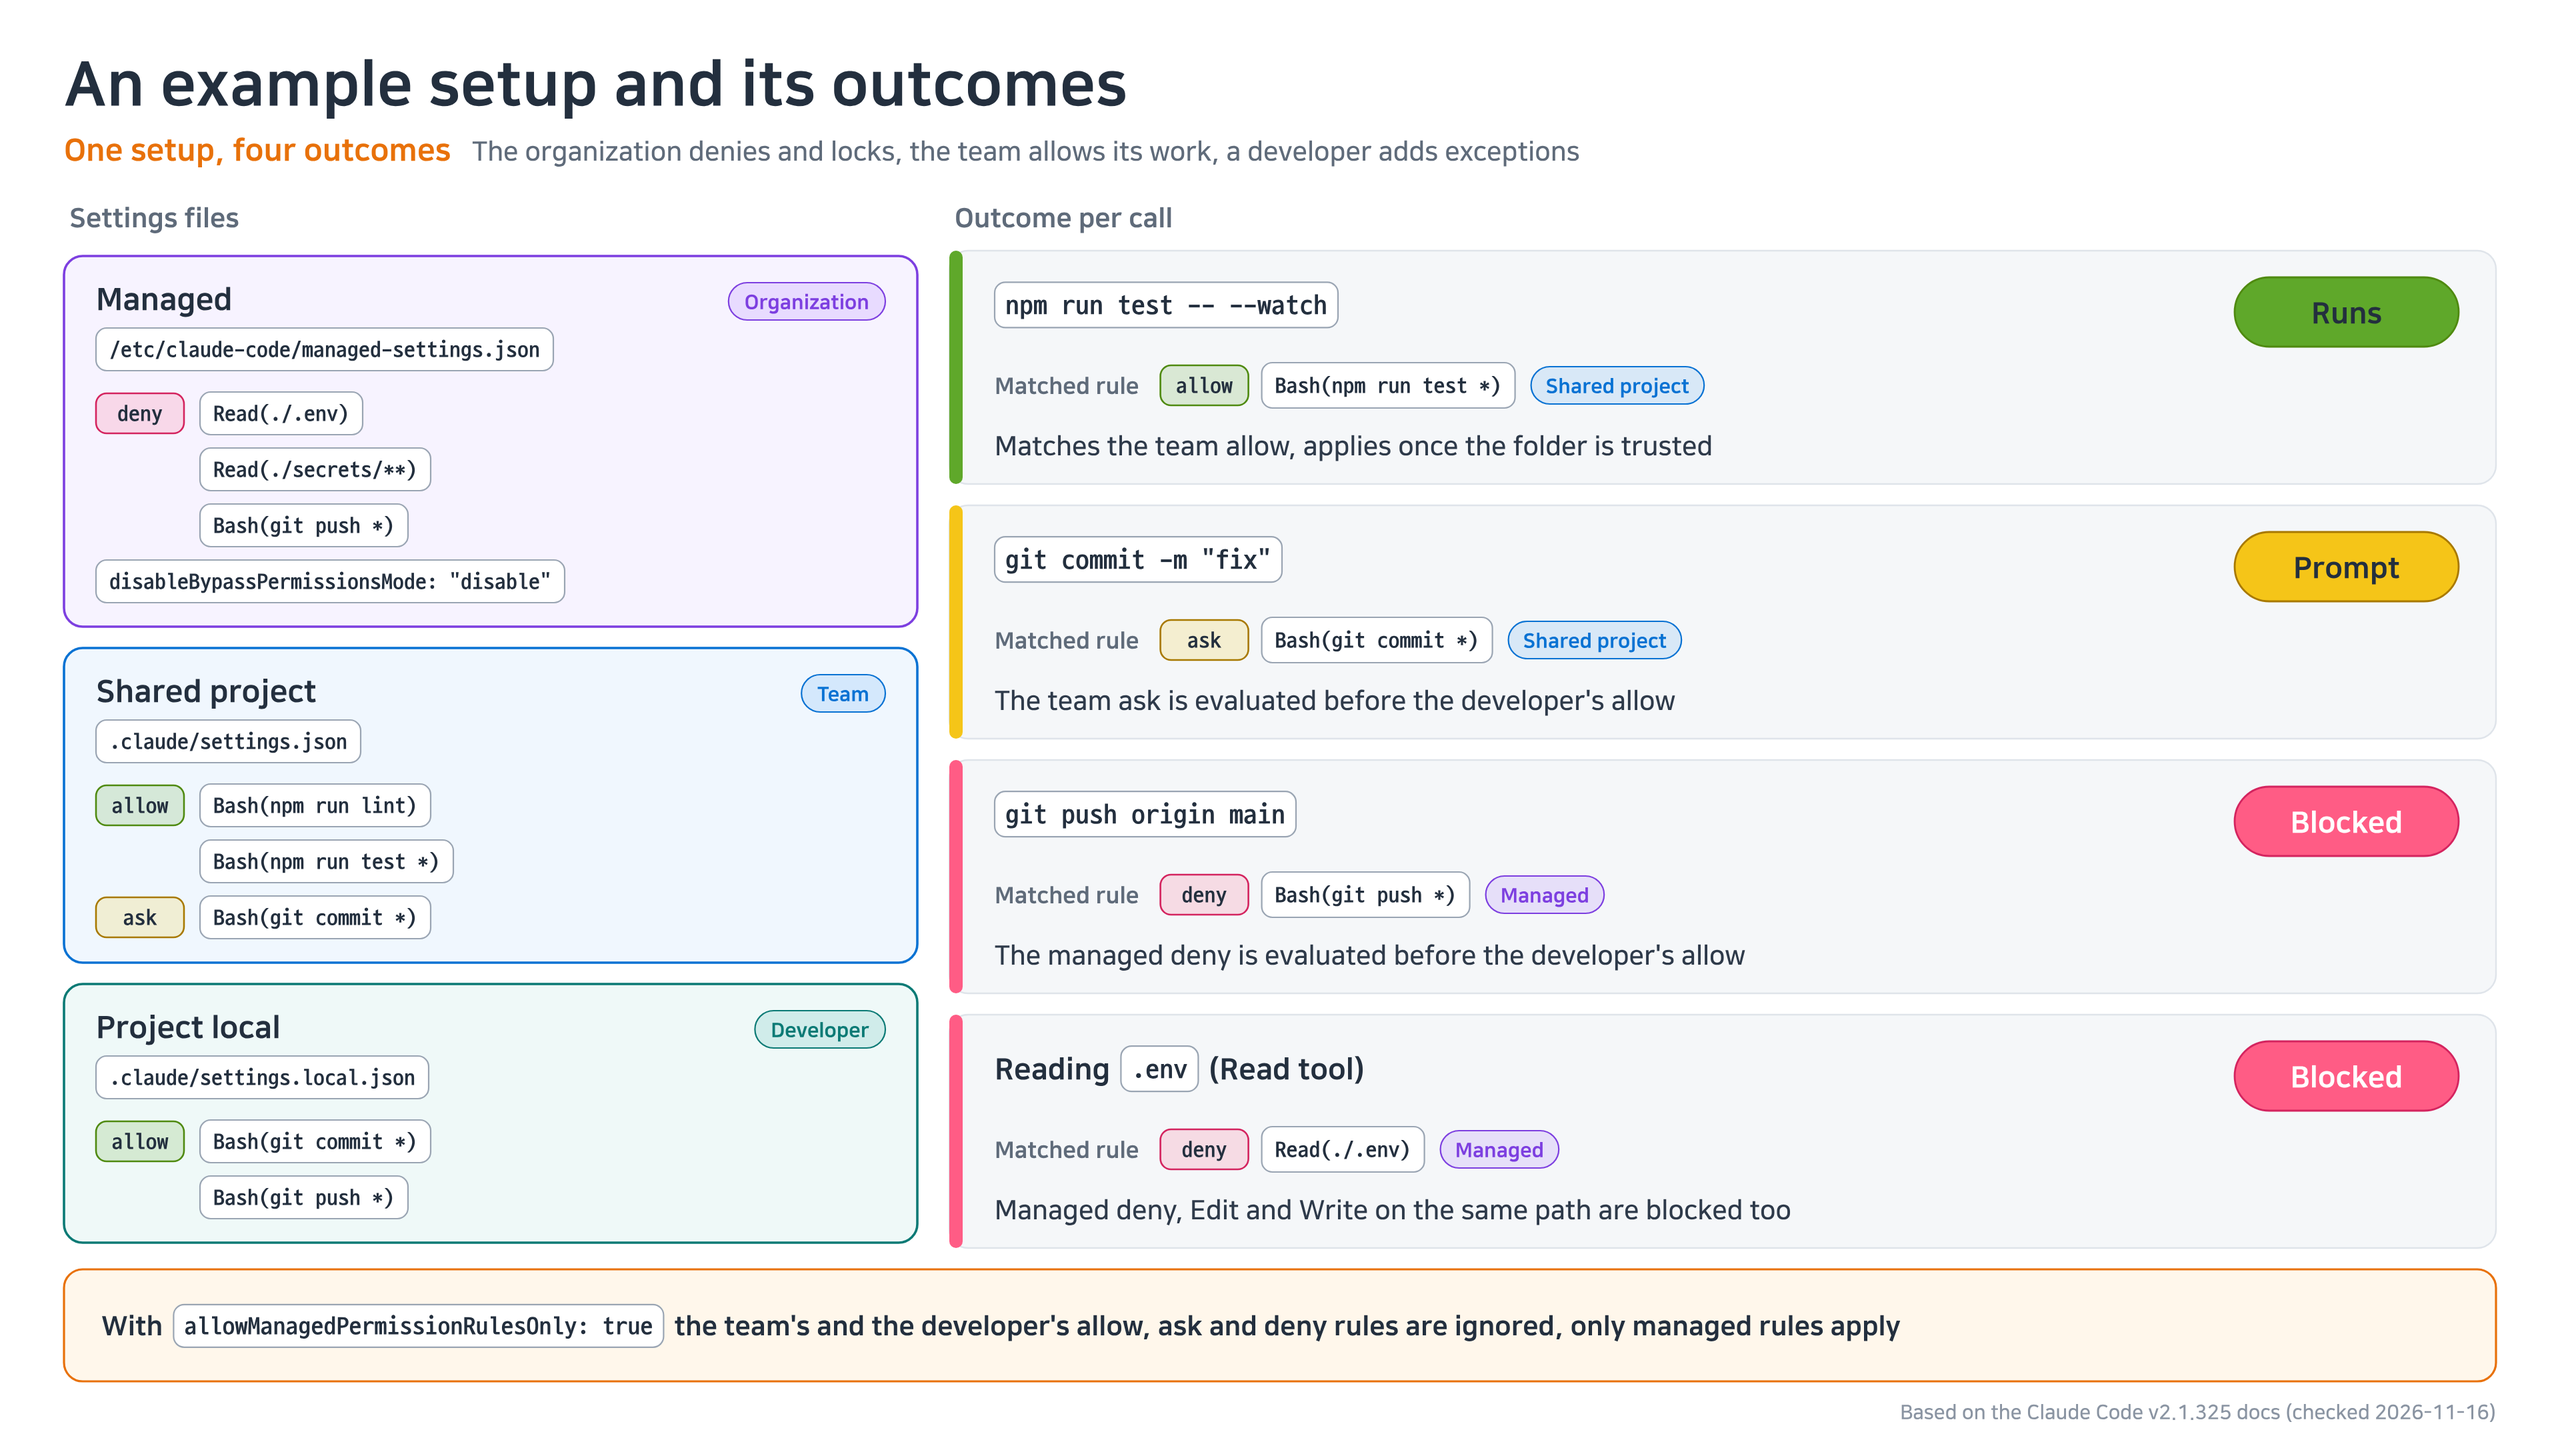 An example setup and its outcomes
One setup, four outcomes The organization denies and locks, the team allows its work, a developer adds exceptions
Settings files
Managed Organization
/etc/claude-code/managed-settings.json
deny Read(./.env)
Read(./secrets/**)
Bash(git push *)
disableBypassPermissionsMode: "disable"
Shared project Team
.claude/settings.json
allow Bash(npm run lint)
Bash(npm run test *)
ask Bash(git commit *)
Project local Developer
.claude/settings.local.json
allow Bash(git commit *)
Bash(git push *)
Outcome per call
npm run test -- --watch Runs
Matched rule allow Bash(npm run test *) Shared project
Matches the team allow, applies once the folder is trusted
git commit -m "fix" Prompt
Matched rule ask Bash(git commit *) Shared project
The team ask is evaluated before the developer's allow
git push origin main Blocked
Matched rule deny Bash(git push *) Managed
The managed deny is evaluated before the developer's allow
Reading .env (Read tool) Blocked
Matched rule deny Read(./.env) Managed
Managed deny, Edit and Write on the same path are blocked too
With allowManagedPermissionRulesOnly: true the team's and the developer's allow, ask and deny rules are ignored, only managed rules apply
Based on the Claude Code v2.1.325 docs (checked 2026-11-16)